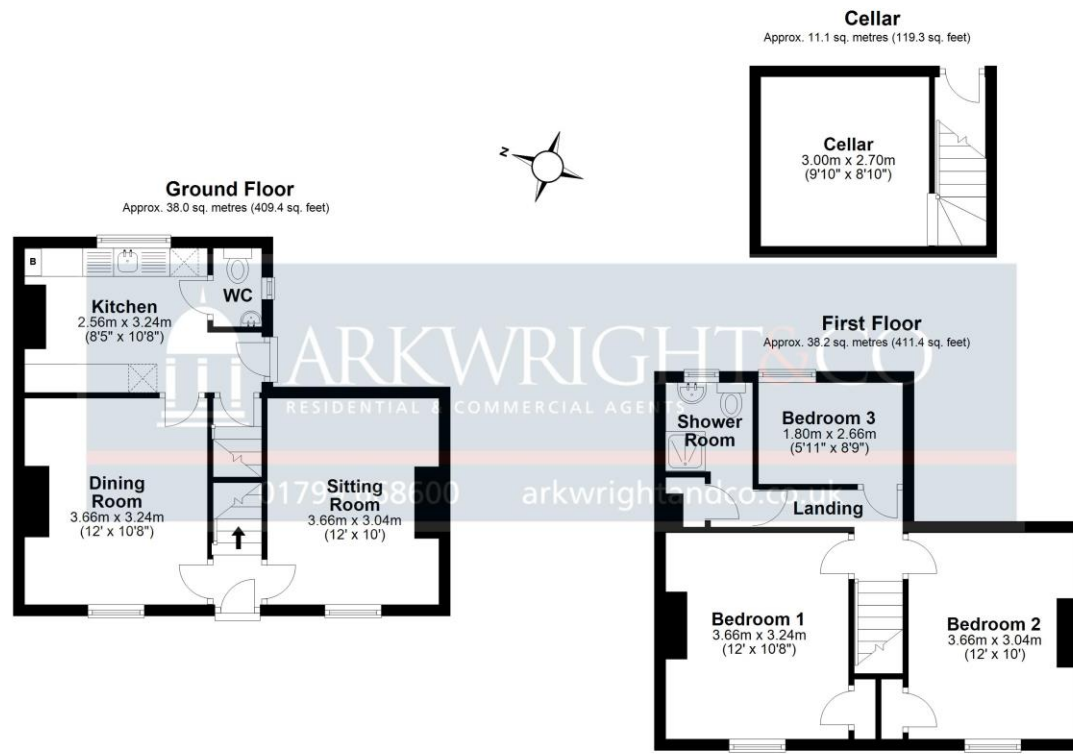 Cellar
Approx. 11.1 sq. metres (119.3 sq. feet)
Cellar
3.00m x 2.70m
(9'10" x 8'10")
N
Ground Floor
Approx. 38.0 sq. metres (409.4 sq. feet)
B
WC
Kitchen
2.56m x 3.24m
(8'5" x 10'8")
Dining
Room
3.66m x 3.24m
(12' x 10'8")
Sitting
Room
3.66m x 3.04m
(12' x 10')
First Floor
Approx. 38.2 sq. metres (411.4 sq. feet)
Shower
Room
Bedroom 3
1.80m x 2.66m
(5'11" x 8'9")
Landing
Bedroom 1
3.66m x 3.24m
(12' x 10'8")
Bedroom 2
3.66m x 3.04m
(12' x 10')
ARKWRIGHT&CO
RESIDENTIAL & COMMERCIAL AGENTS
arkwrightandco.co.uk